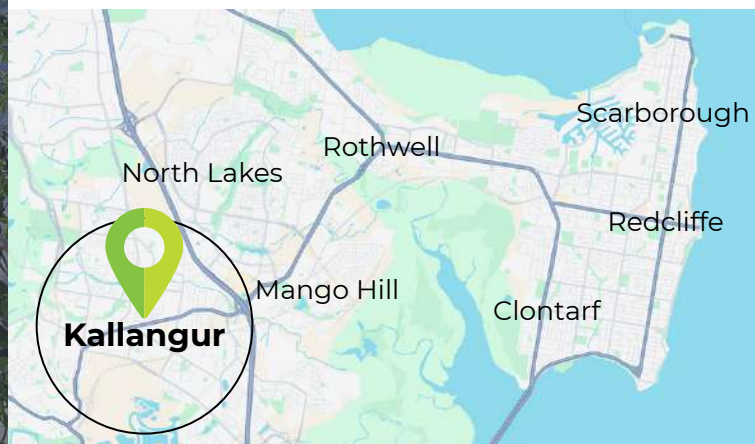 Scarborough
Rothwell
North Lakes
Redcliffe
Mango Hill
Clontarf
Kallangur